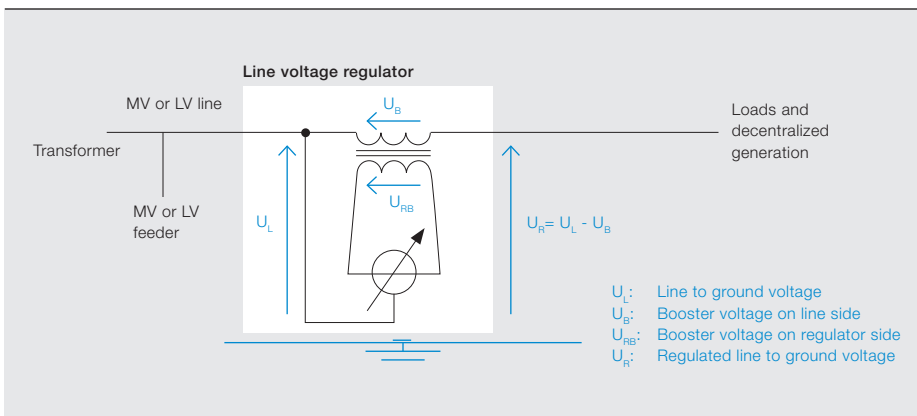 Line voltage regulator
MV or LV line
U_B
Loads and
decentralized
generation
Transformer
U_RB
MV or LV
feeder
U_L
U_R= U_L - U_B
U_L: Line to ground voltage
U_B: Booster voltage on line side
U_RB: Booster voltage on regulator side
U_R: Regulated line to ground voltage